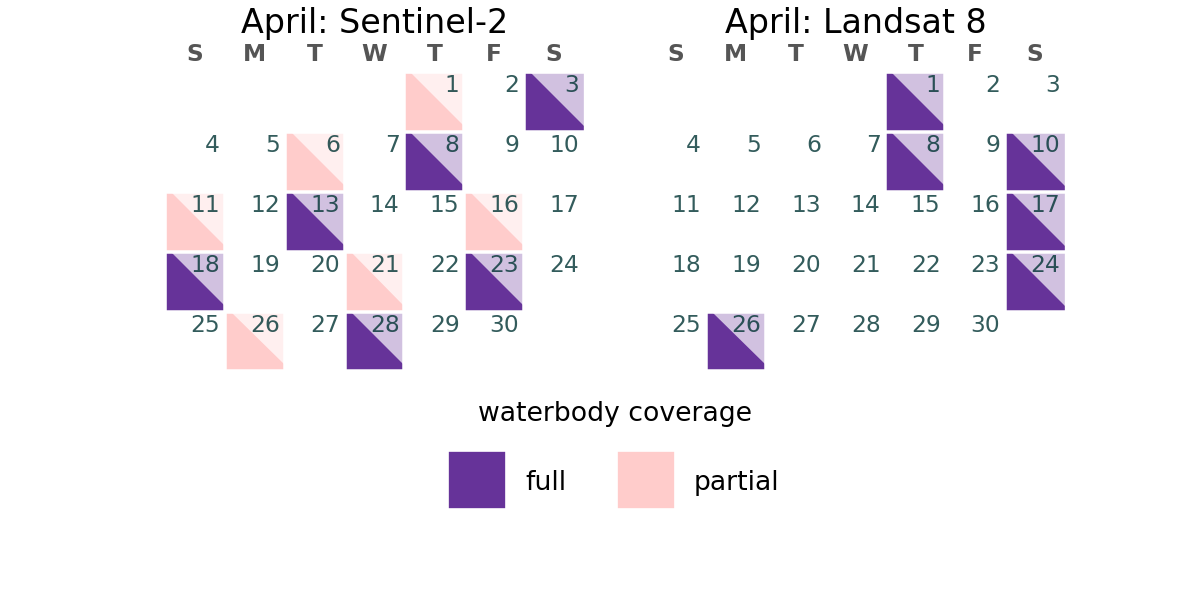 April: Sentinel-2
S M T W T F S
1 2 3
4 5 6 7 8 9 10
11 12 13 14 15 16 17
18 19 20 21 22 23 24
25 26 27 28 29 30
April: Landsat 8
S M T W T F S
1 2 3
4 5 6 7 8 9 10
11 12 13 14 15 16 17
18 19 20 21 22 23 24
25 26 27 28 29 30
waterbody coverage
full partial